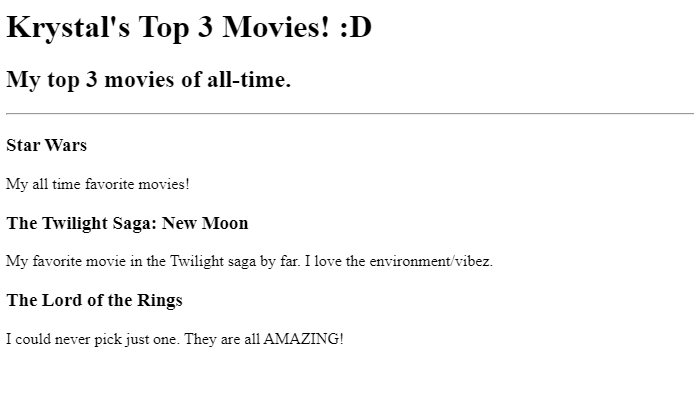 Krystal's Top 3 Movies! :D
My top 3 movies of all-time.
Star Wars
My all time favorite movies!
The Twilight Saga: New Moon
My favorite movie in the Twilight saga by far. I love the environment/vibez.
The Lord of the Rings
I could never pick just one. They are all AMAZING!